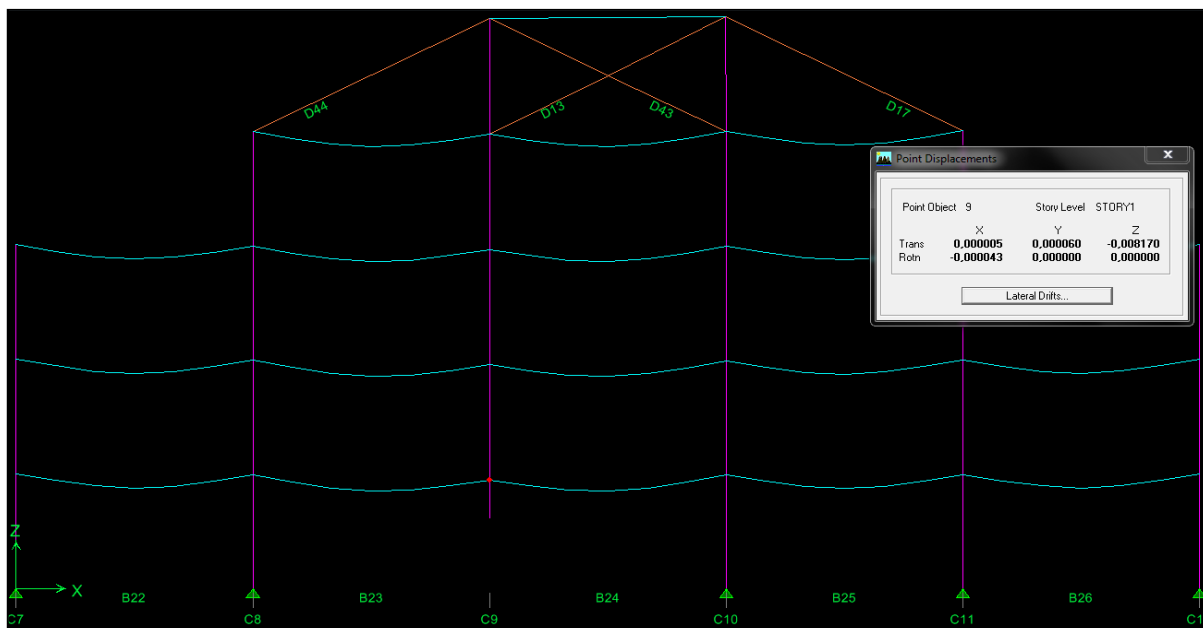 D44
D13
D43
D17
Point Displacements
X
Point Object 9 Story Level STORY1
X Y Z
Trans 0,000005 0,000060 -0,008170
Rotn -0,000043 0,000000 0,000000
Lateral Drifts...
Z
X
B22 B23 B24 B25 B26
C7 C8 C9 C10 C11 C1